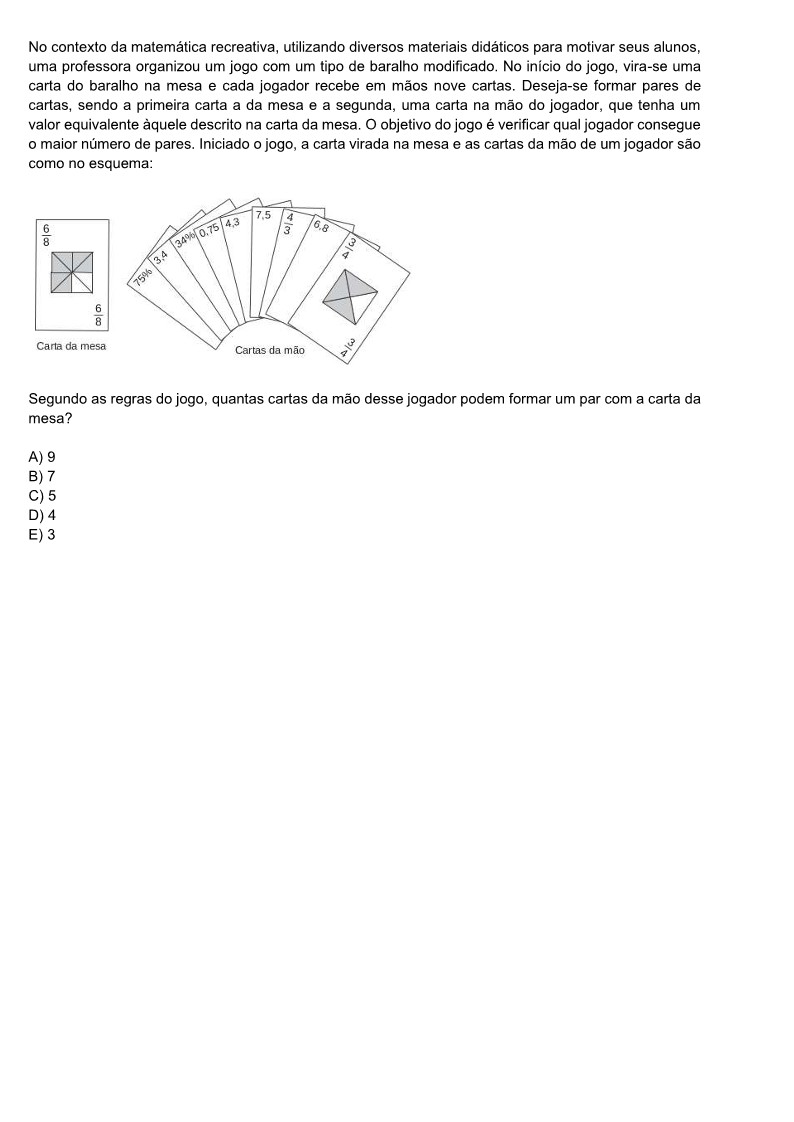 No contexto da matemática recreativa, utilizando diversos materiais didáticos para motivar seus alunos,
uma professora organizou um jogo com um tipo de baralho modificado. No início do jogo, vira-se uma
carta do baralho na mesa e cada jogador recebe em mãos nove cartas. Deseja-se formar pares de
cartas, sendo a primeira carta a da mesa e a segunda, uma carta na mão do jogador, que tenha um
valor equivalente àquele descrito na carta da mesa. O objetivo do jogo é verificar qual jogador consegue
o maior número de pares. Iniciado o jogo, a carta virada na mesa e as cartas da mão de um jogador são
como no esquema:
6
8
6
8
Carta da mesa
75%
3,4
34%
0,75
4,3
7,5
4
3
6,8
3
4
3
4
Cartas da mão
Segundo as regras do jogo, quantas cartas da mão desse jogador podem formar um par com a carta da
mesa?
A) 9
B) 7
C) 5
D) 4
E) 3